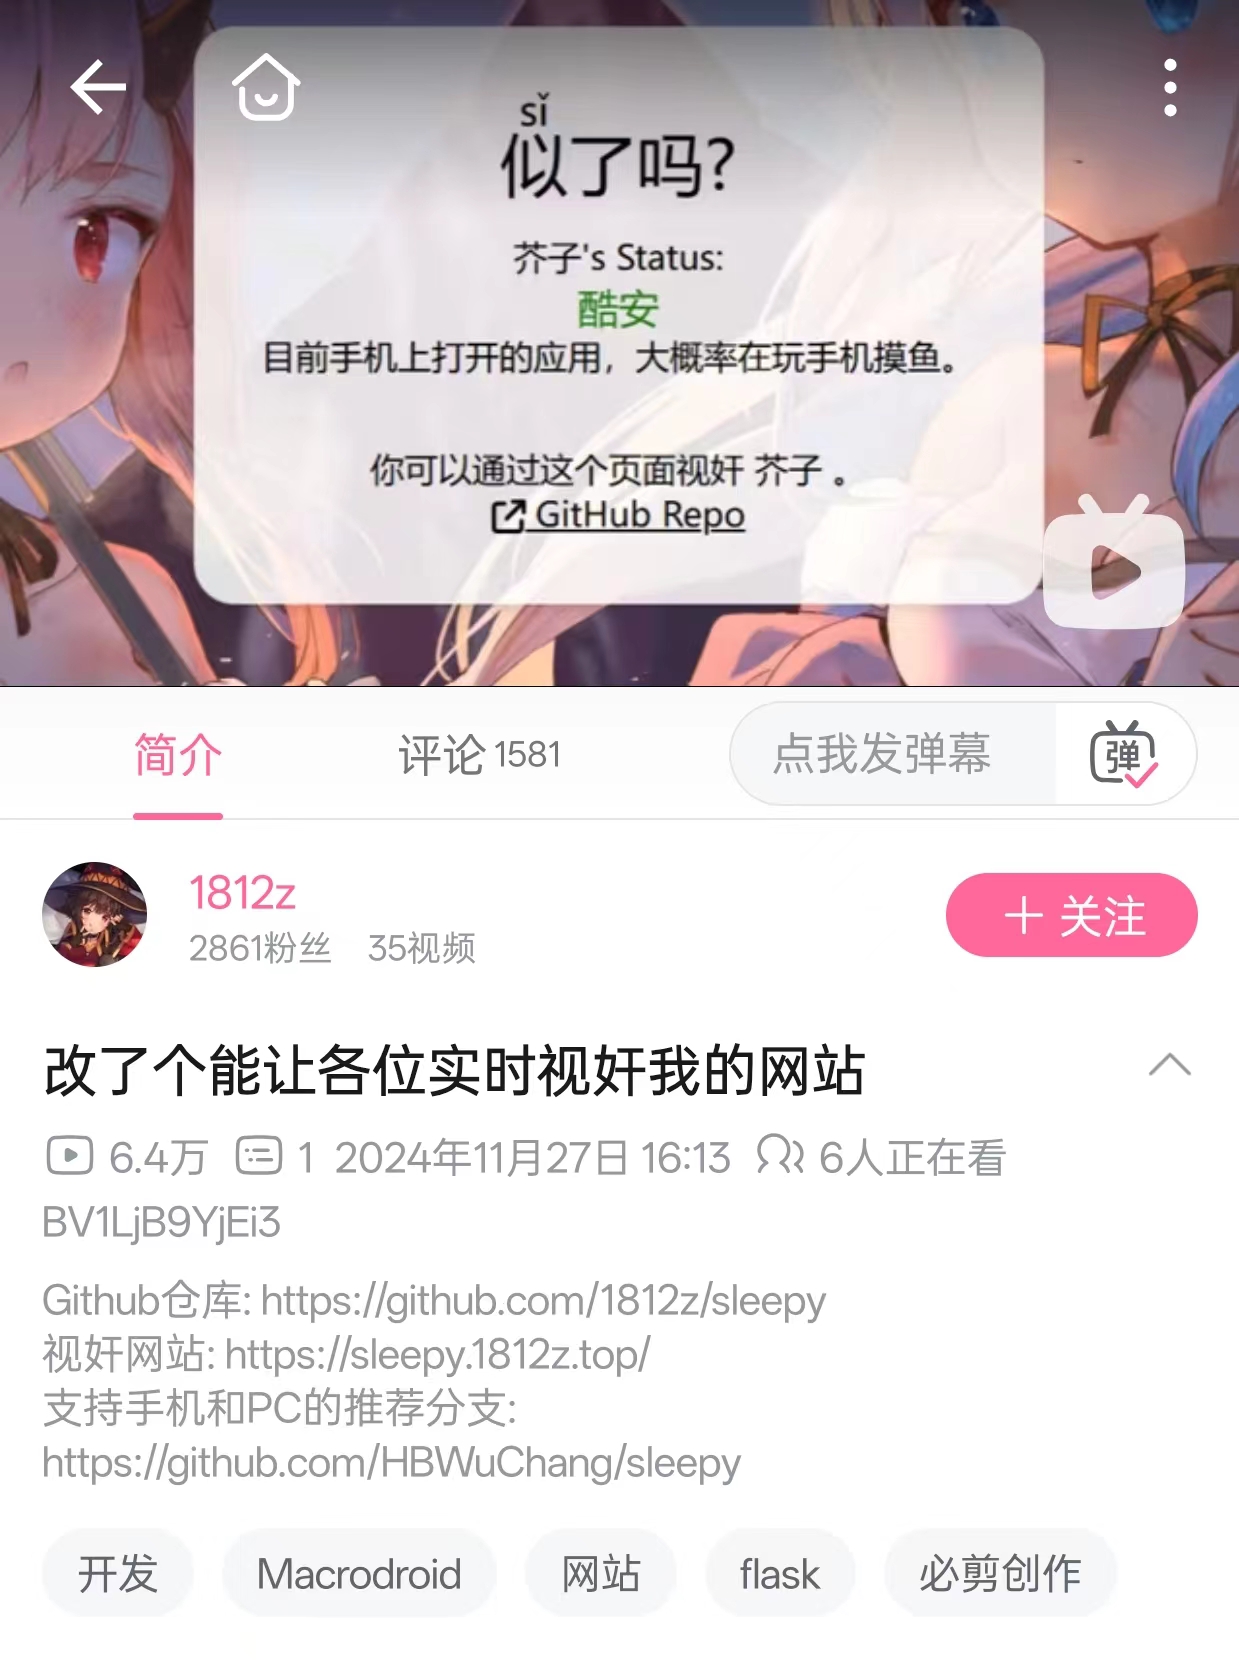 sǐ
似了吗?
芥子's Status:
酷安
目前手机上打开的应用，大概率在玩手机摸鱼。
你可以通过这个页面视奸 芥子 。
GitHub Repo
简介 评论 1581 点我发弹幕 弹
1812z
2861粉丝 35视频
＋ 关注
改了个能让各位实时视奸我的网站
6.4万 1 2024年11月27日 16:13 6人正在看
BV1LjB9YjEi3
Github仓库: https://github.com/1812z/sleepy
视奸网站: https://sleepy.1812z.top/
支持手机和PC的推荐分支:
https://github.com/HBWuChang/sleepy
开发 Macrodroid 网站 flask 必剪创作